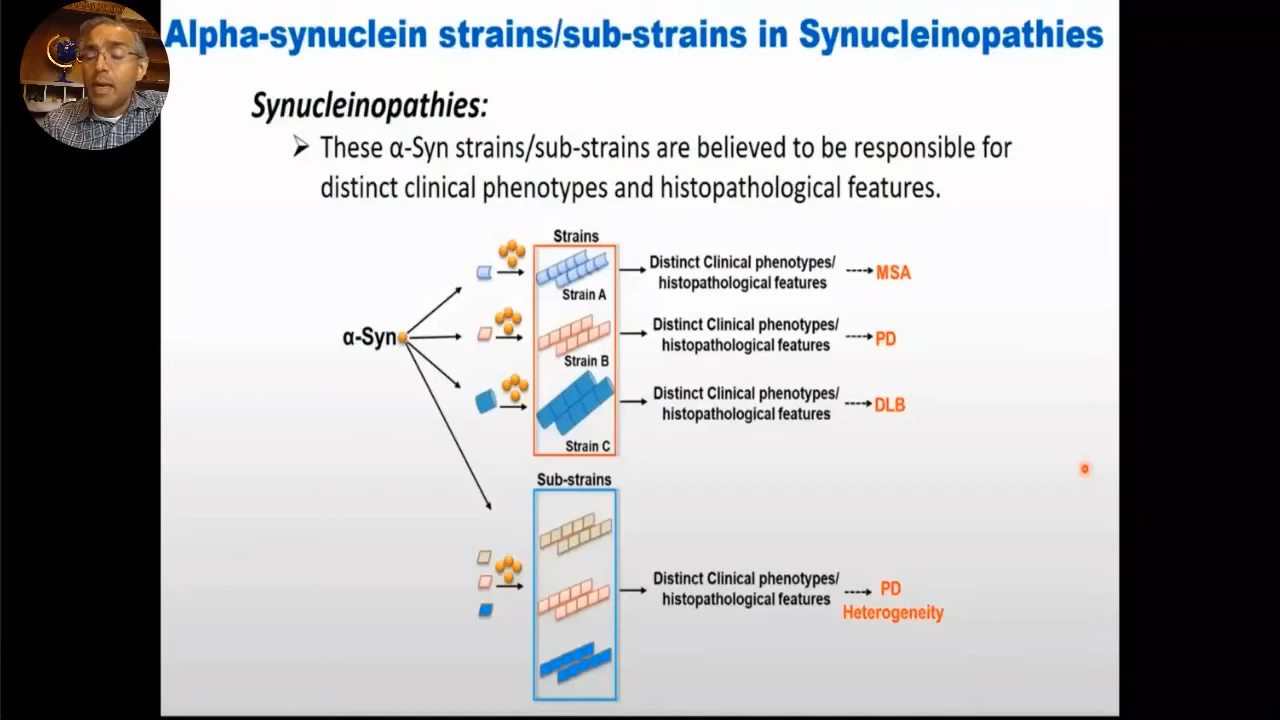 Alpha-synuclein strains/sub-strains in Synucleinopathies
Synucleinopathies:
➢ These α-Syn strains/sub-strains are believed to be responsible for
distinct clinical phenotypes and histopathological features.
Strains
α-Syn
Strain A
Distinct Clinical phenotypes/
histopathological features
MSA
Strain B
Distinct Clinical phenotypes/
histopathological features
PD
Strain C
Distinct Clinical phenotypes/
histopathological features
DLB
Sub-strains
Distinct Clinical phenotypes/
histopathological features
PD
Heterogeneity